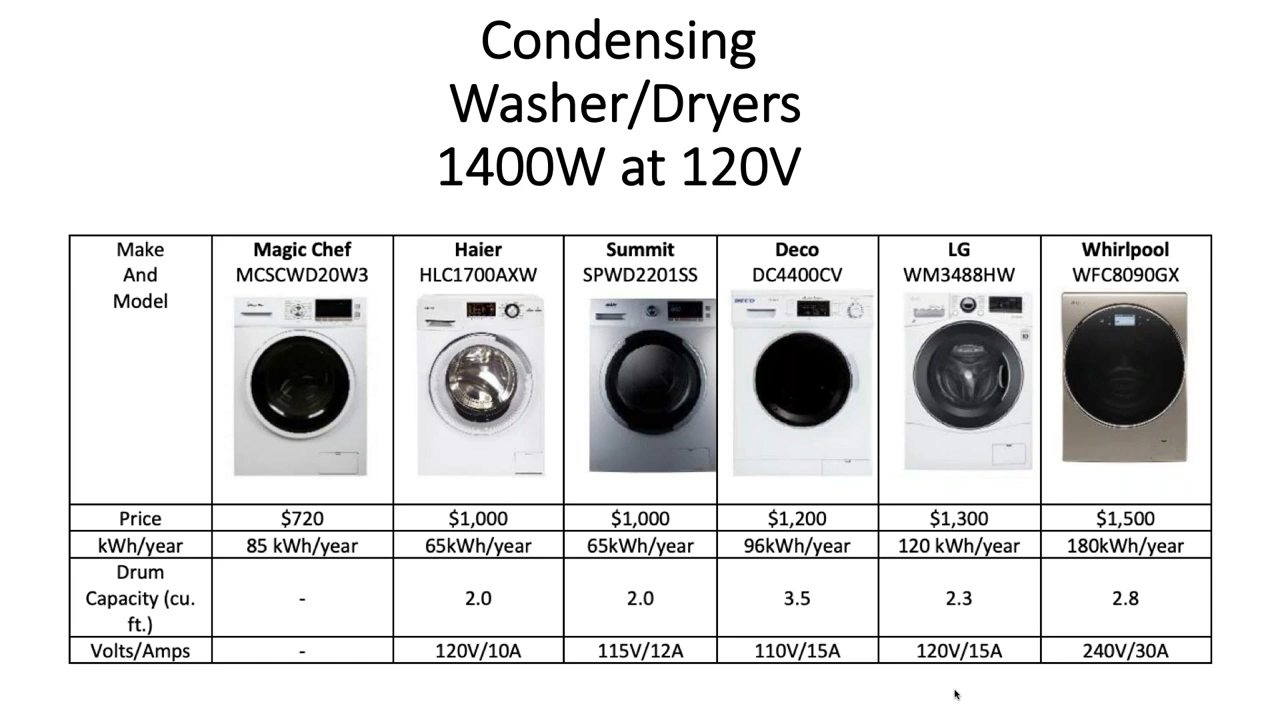 Condensing
Washer/Dryers
1400W at 120V
Make And Model
Magic Chef MCSCWD20W3
Haier HLC1700AXW
Summit SPWD2201SS
Deco DC4400CV
LG WM3488HW
Whirlpool WFC8090GX
DECO
Price $720 $1,000 $1,000 $1,200 $1,300 $1,500
kWh/year 85 kWh/year 65kWh/year 65kWh/year 96kWh/year 120 kWh/year 180kWh/year
Drum Capacity (cu. ft.) - 2.0 2.0 3.5 2.3 2.8
Volts/Amps - 120V/10A 115V/12A 110V/15A 120V/15A 240V/30A